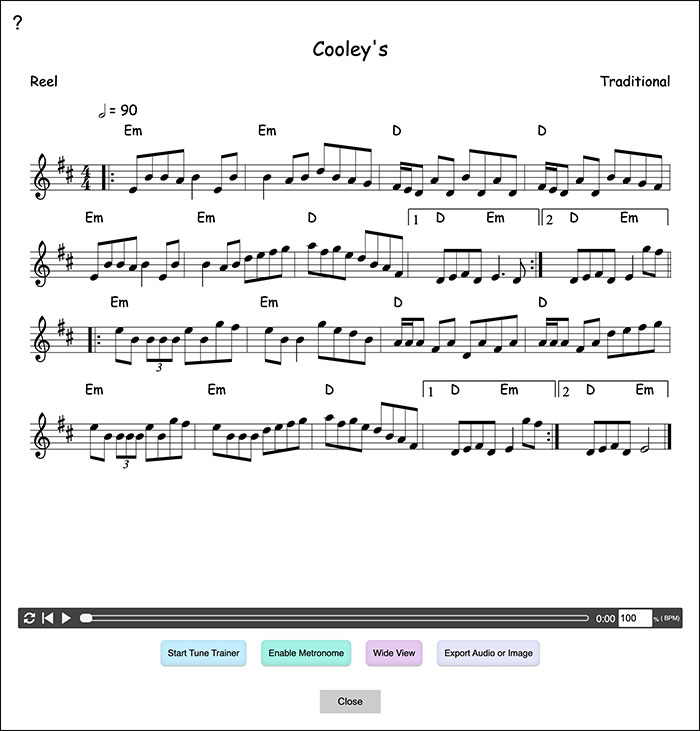 ?
Cooley's
Reel Traditional
𝅗𝅥 = 90
Em Em D D
4
4
Em Em D 1 D Em 2 D Em
Em Em D D
3
Em Em D 1 D Em 2 D Em
3
0:00 100 % ( BPM)
Start Tune Trainer Enable Metronome Wide View Export Audio or Image
Close